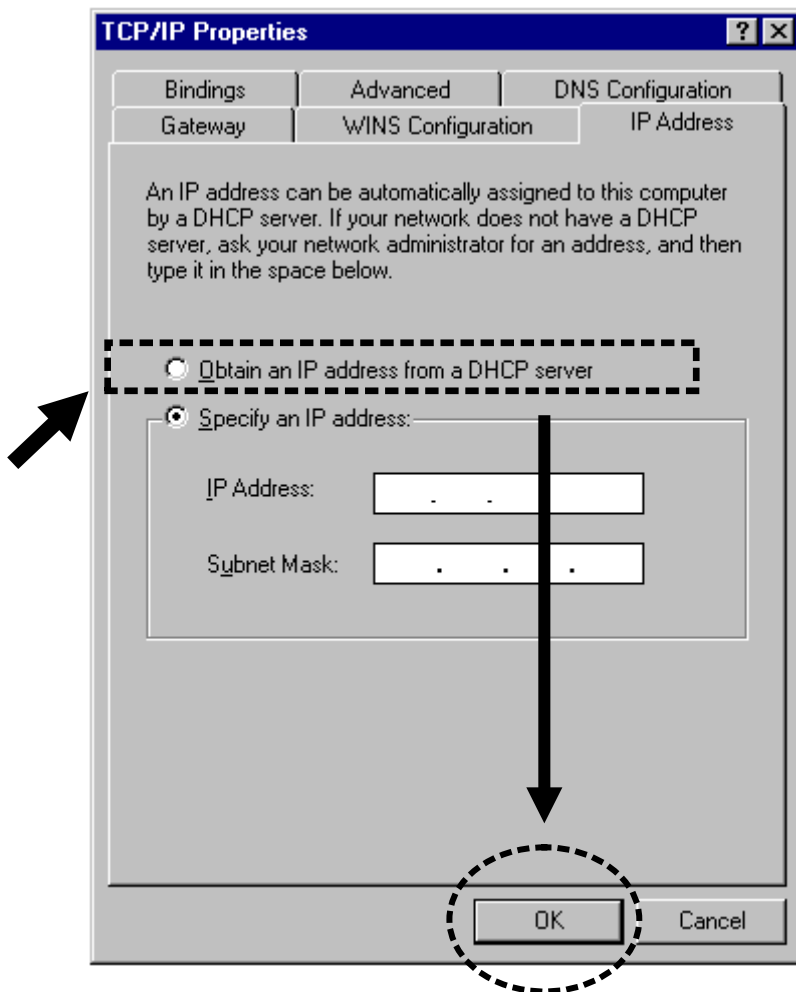 TCP/IP Properties
Bindings Advanced DNS Configuration
Gateway WINS Configuration IP Address
An IP address can be automatically assigned to this computer
by a DHCP server. If your network does not have a DHCP
server, ask your network administrator for an address, and then
type it in the space below.
Obtain an IP address from a DHCP server
Specify an IP address:
IP Address: . .
Subnet Mask: . . .
OK Cancel